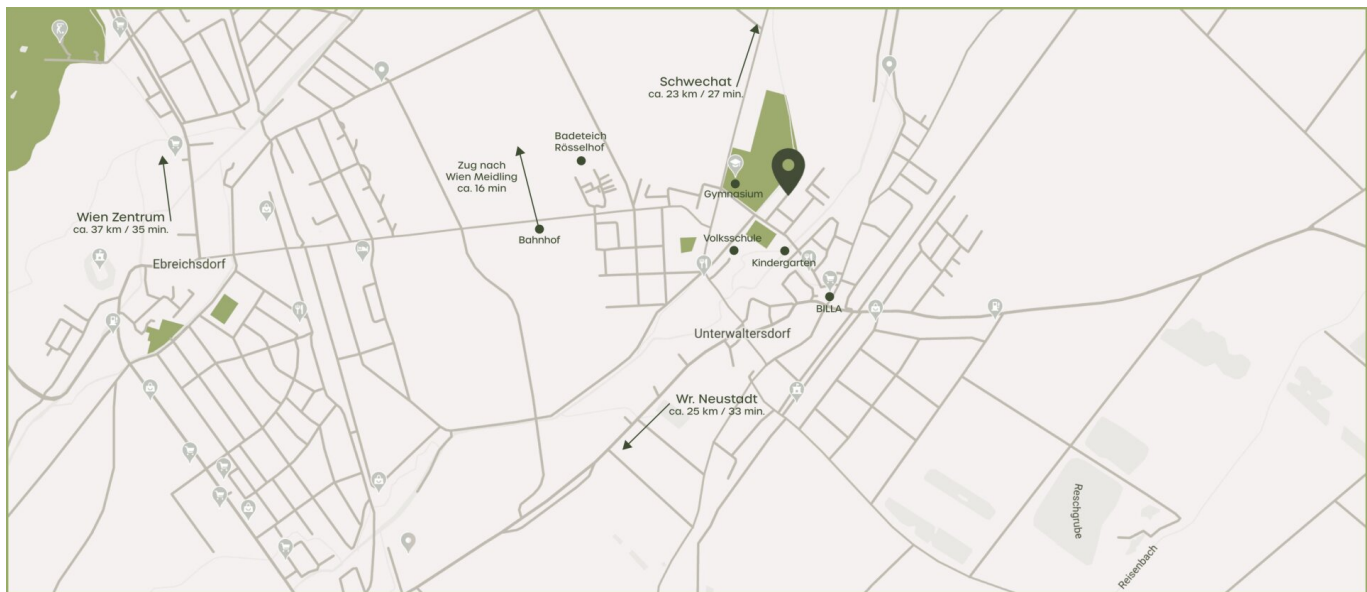 Schwechat
ca. 23 km / 27 min.
Badeteich
Rösselhof
Zug nach
Wien Meidling
ca. 16 min
Gymnasium
Wien Zentrum
ca. 37 km / 35 min.
Bahnhof
Volksschule
Kindergarten
Ebreichsdorf
BILLA
Unterwaltersdorf
Wr. Neustadt
ca. 25 km / 33 min.
Reschgrube
Reisenbach